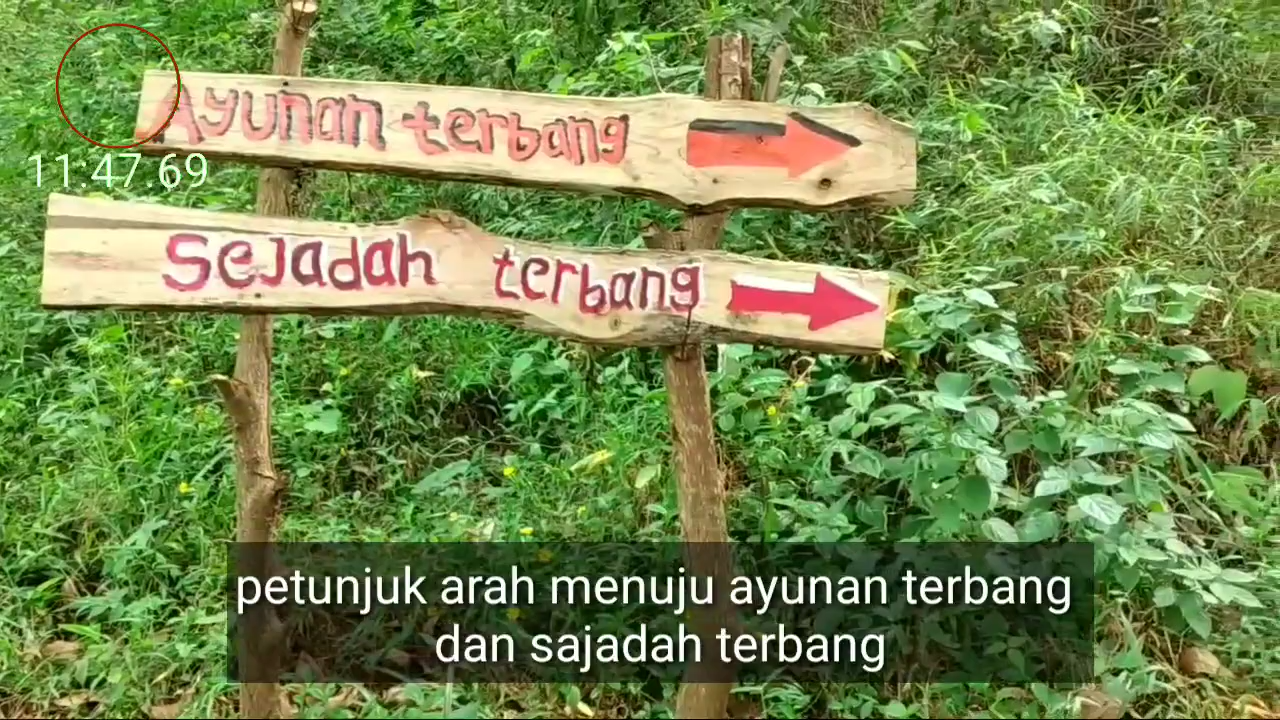 Ayunan terbang
11:47.69
Sejadah terbang
petunjuk arah menuju ayunan terbang
dan sajadah terbang